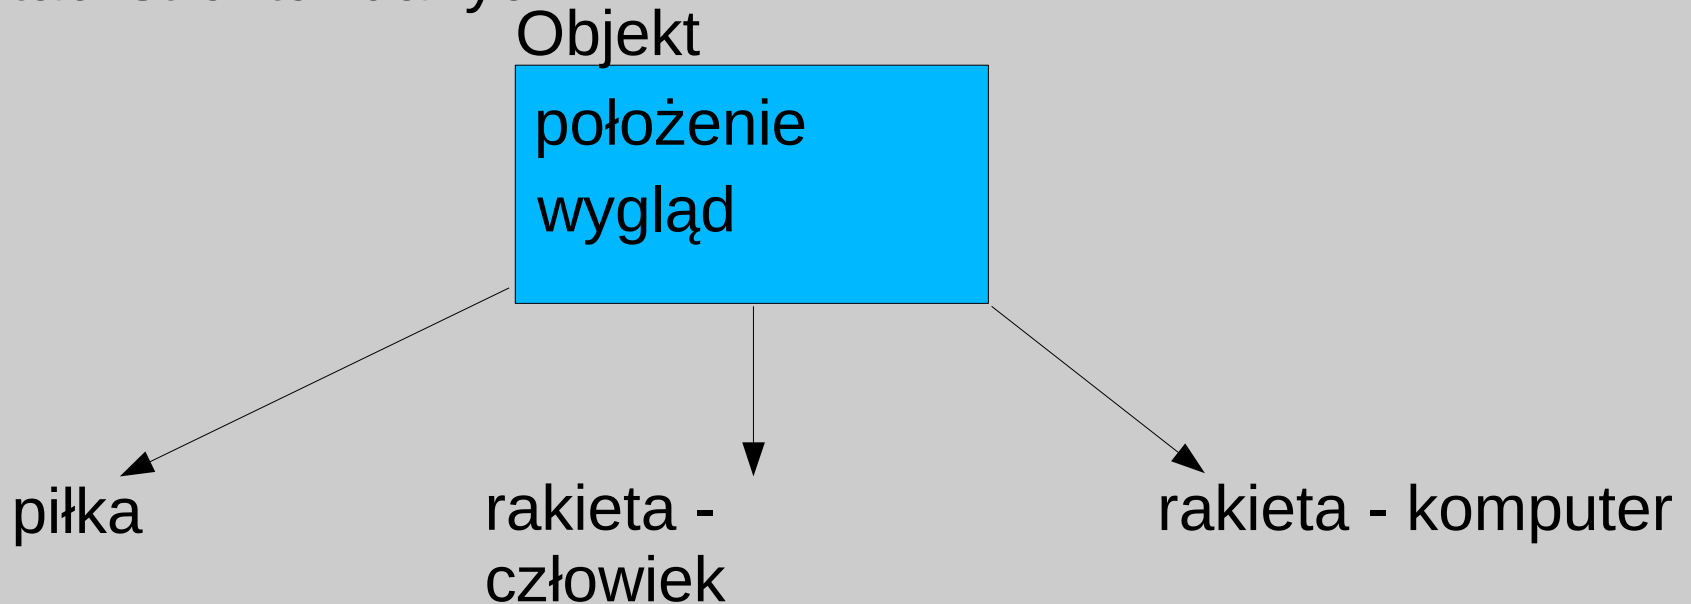 Objekt
położenie
wygląd
piłka
rakieta -
człowiek
rakieta - komputer